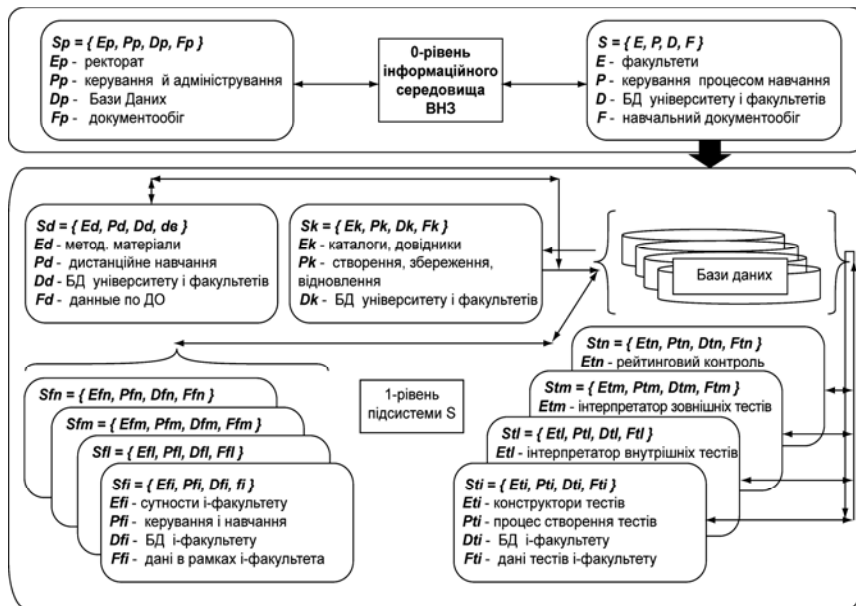 Sp = { Ep, Pp, Dp, Fp }
Ep - ректорат
Pp - керування й адміністрування
Dp - Бази Даних
Fp - документообіг
0-рівень
інформаційного
середовища
ВНЗ
S = { E, P, D, F }
E - факультети
P - керування процесом навчання
D - БД університету і факультетів
F - навчальний документообіг
Sd = { Ed, Pd, Dd, dв }
Ed - метод. матеріали
Pd - дистанційне навчання
Dd - БД університету і факультетів
Fd - данные по ДО
Sk = { Ek, Pk, Dk, Fk }
Ek - каталоги, довідники
Pk - створення, збереження,
відновлення
Dk - БД університету і факультетів
Бази даних
Sfn = { Efn, Pfn, Dfn, Ffn }
Sfm = { Efm, Pfm, Dfm, Ffm }
Sfl = { Efl, Pfl, Dfl, Ffl }
Sfi = { Efi, Pfi, Dfi, fi }
Efi - сутности і-факультету
Pfi - керування і навчання
Dfi - БД і-факультету
Ffi - дані в рамках і-факультета
1-рівень
підсистеми S
Stn = { Etn, Ptn, Dtn, Ftn }
Etn - рейтинговий контроль
Stm = { Etm, Ptm, Dtm, Ftm }
Etm - інтерпретатор зовнішніх тестів
Stl = { Etl, Ptl, Dtl, Ftl }
Etl - інтерпретатор внутрішніх тестів
Sti = { Eti, Pti, Dti, Fti }
Eti - конструктори тестів
Pti - процес створення тестів
Dti - БД і-факультету
Fti - дані тестів і-факультету